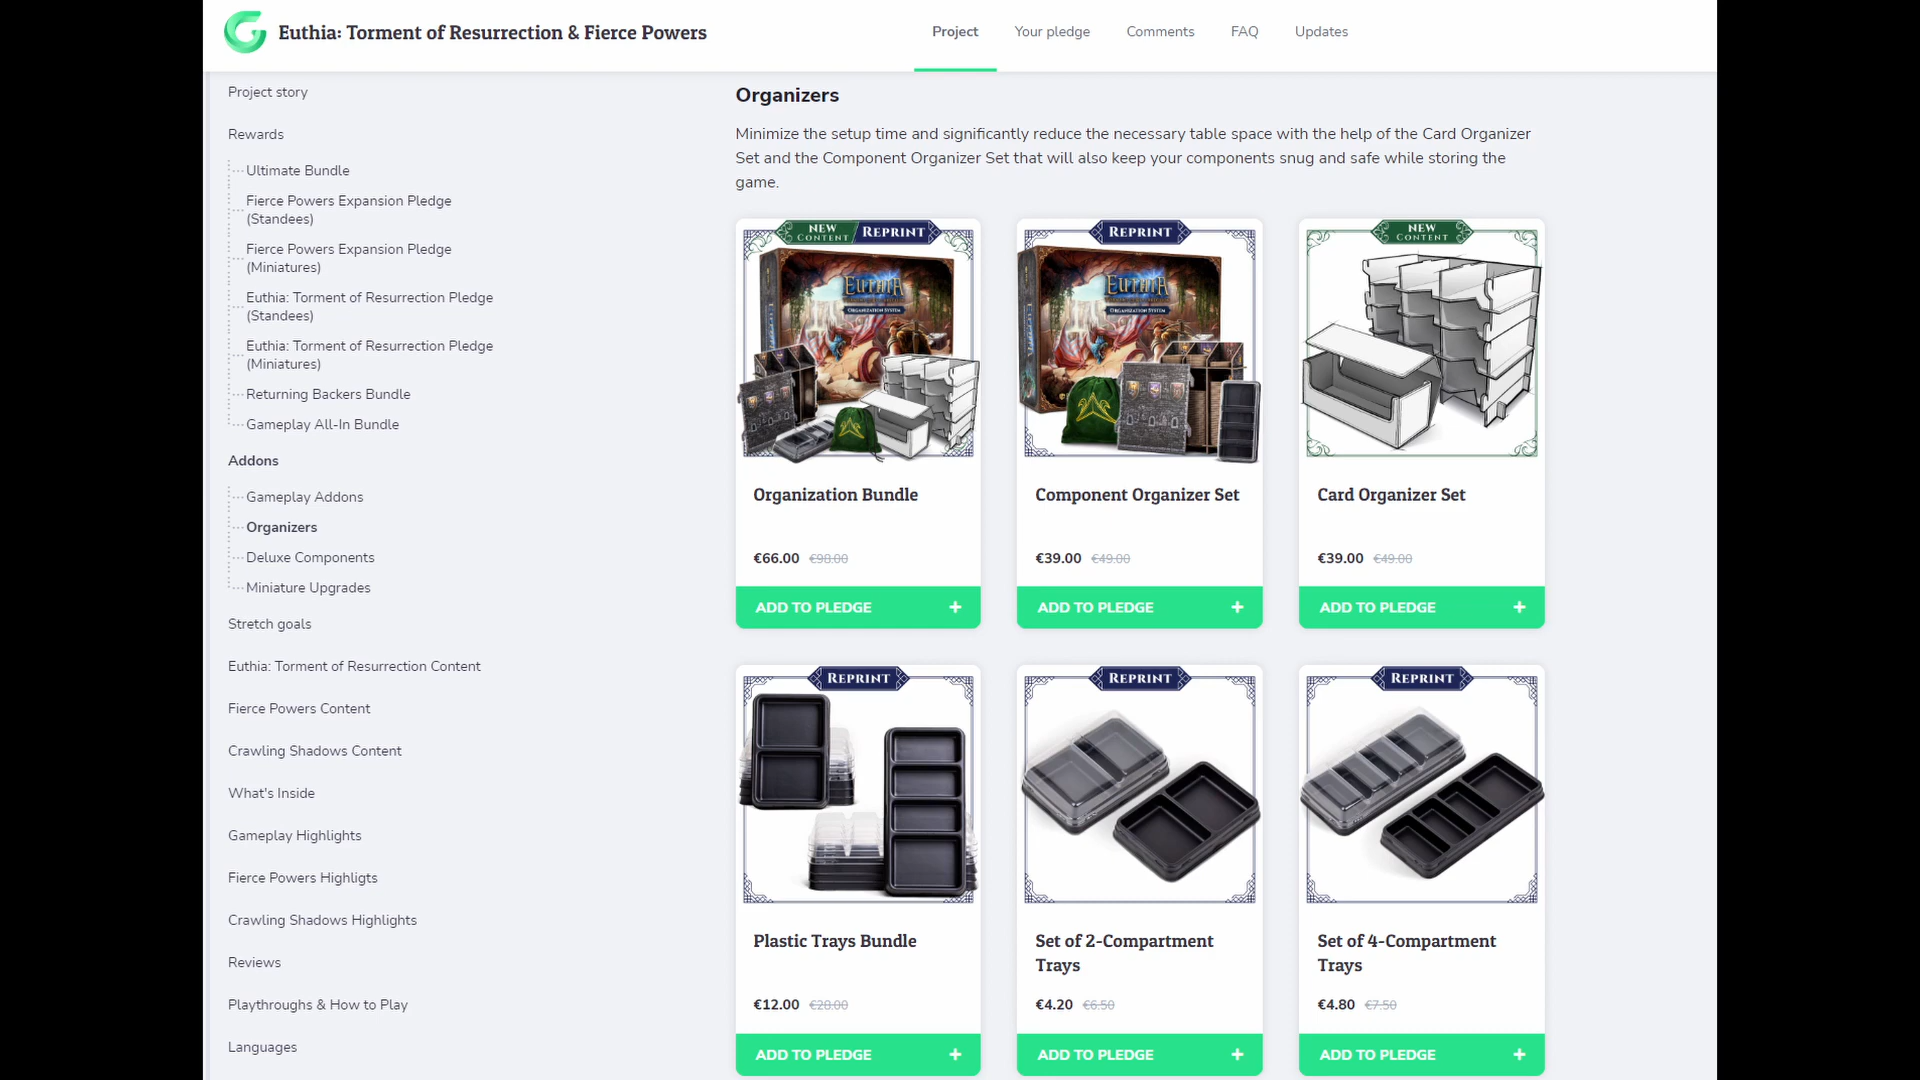 Euthia: Torment of Resurrection & Fierce Powers
Project
Your pledge
Comments
FAQ
Updates
Project story
Rewards
Ultimate Bundle
Fierce Powers Expansion Pledge
(Standees)
Fierce Powers Expansion Pledge
(Miniatures)
Euthia: Torment of Resurrection Pledge
(Standees)
Euthia: Torment of Resurrection Pledge
(Miniatures)
Returning Backers Bundle
Gameplay All-In Bundle
Addons
Gameplay Addons
Organizers
Deluxe Components
Miniature Upgrades
Stretch goals
Euthia: Torment of Resurrection Content
Fierce Powers Content
Crawling Shadows Content
What's Inside
Gameplay Highlights
Fierce Powers Highligts
Crawling Shadows Highlights
Reviews
Playthroughs & How to Play
Languages
Organizers
Minimize the setup time and significantly reduce the necessary table space with the help of the Card Organizer
Set and the Component Organizer Set that will also keep your components snug and safe while storing the
game.
NEW
CONTENT
REPRINT
EUTHIA
ORGANIZATION SYSTEM
Organization Bundle
€66.00 €98.00
ADD TO PLEDGE +
REPRINT
EUTHIA
ORGANIZATION SYSTEM
Component Organizer Set
€39.00 €49.00
ADD TO PLEDGE +
NEW
CONTENT
Card Organizer Set
€39.00 €49.00
ADD TO PLEDGE +
REPRINT
Plastic Trays Bundle
€12.00 €20.00
ADD TO PLEDGE +
REPRINT
Set of 2-Compartment
Trays
€4.20 €6.50
ADD TO PLEDGE +
REPRINT
Set of 4-Compartment
Trays
€4.80 €7.50
ADD TO PLEDGE +